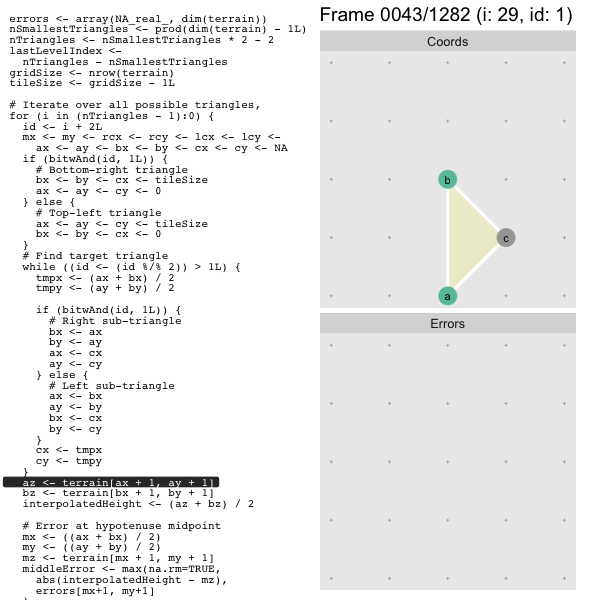 errors <- array(NA_real_, dim(terrain))
nSmallestTriangles <- prod(dim(terrain) - 1L)
nTriangles <- nSmallestTriangles * 2 - 2
lastLevelIndex <-
  nTriangles - nSmallestTriangles
gridSize <- nrow(terrain)
tileSize <- gridSize - 1L

# Iterate over all possible triangles,
for (i in (nTriangles - 1):0) {
  id <- i + 2L
  mx <- my <- rcx <- rcy <- lcx <- lcy <-
    ax <- ay <- bx <- by <- cx <- cy <- NA
  if (bitwAnd(id, 1L)) {
    # Bottom-right triangle
    bx <- by <- cx <- tileSize
    ax <- ay <- cy <- 0
  } else {
    # Top-left triangle
    ax <- ay <- cy <- tileSize
    bx <- by <- cx <- 0
  }
  # Find target triangle
  while ((id <- (id %/% 2)) > 1L) {
    tmpx <- (ax + bx) / 2
    tmpy <- (ay + by) / 2

    if (bitwAnd(id, 1L)) {
      # Right sub-triangle
      bx <- ax
      by <- ay
      ax <- cx
      ay <- cy
    } else {
      # Left sub-triangle
      ax <- bx
      ay <- by
      bx <- cx
      by <- cy
    }
    cx <- tmpx
    cy <- tmpy
  }
  az <- terrain[ax + 1, ay + 1]
  bz <- terrain[bx + 1, by + 1]
  interpolatedHeight <- (az + bz) / 2

  # Error at hypotenuse midpoint
  mx <- ((ax + bx) / 2)
  my <- ((ay + by) / 2)
  mz <- terrain[mx + 1, my + 1]
  middleError <- max(na.rm=TRUE,
    abs(interpolatedHeight - mz),
    errors[mx+1, my+1]
  )
Frame 0043/1282 (i: 29, id: 1)
Coords
b
c
a
Errors